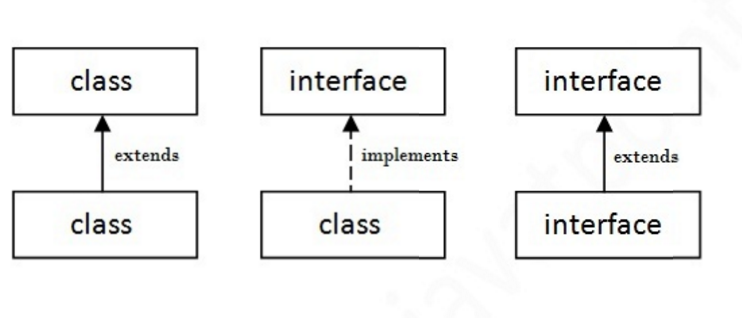 class interface interface
extends implements extends
class class interface